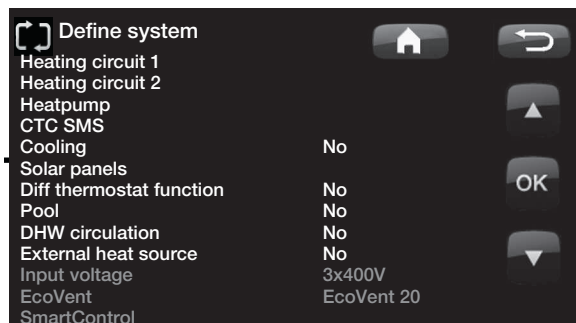 Define system
Heating circuit 1
Heating circuit 2
Heatpump
CTC SMS
Cooling No
Solar panels
Diff thermostat function No
OK
Pool No
DHW circulation No
External heat source No
Input voltage 3x400V
EcoVent EcoVent 20
SmartControl